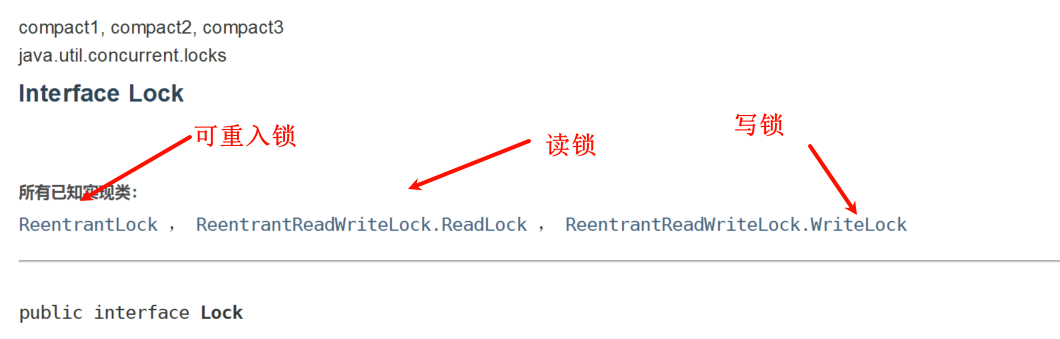 compact1, compact2, compact3
java.util.concurrent.locks
Interface Lock
可重入锁
读锁
写锁
所有已知实现类：
ReentrantLock ， ReentrantReadWriteLock.ReadLock ， ReentrantReadWriteLock.WriteLock
public interface Lock